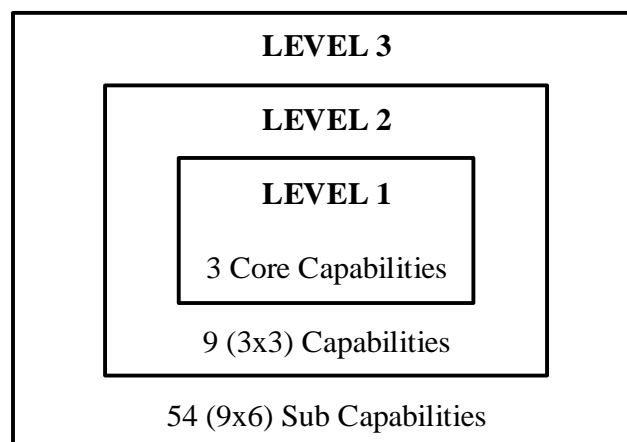 LEVEL 3
LEVEL 2
LEVEL 1
3 Core Capabilities
9 (3x3) Capabilities
54 (9x6) Sub Capabilities